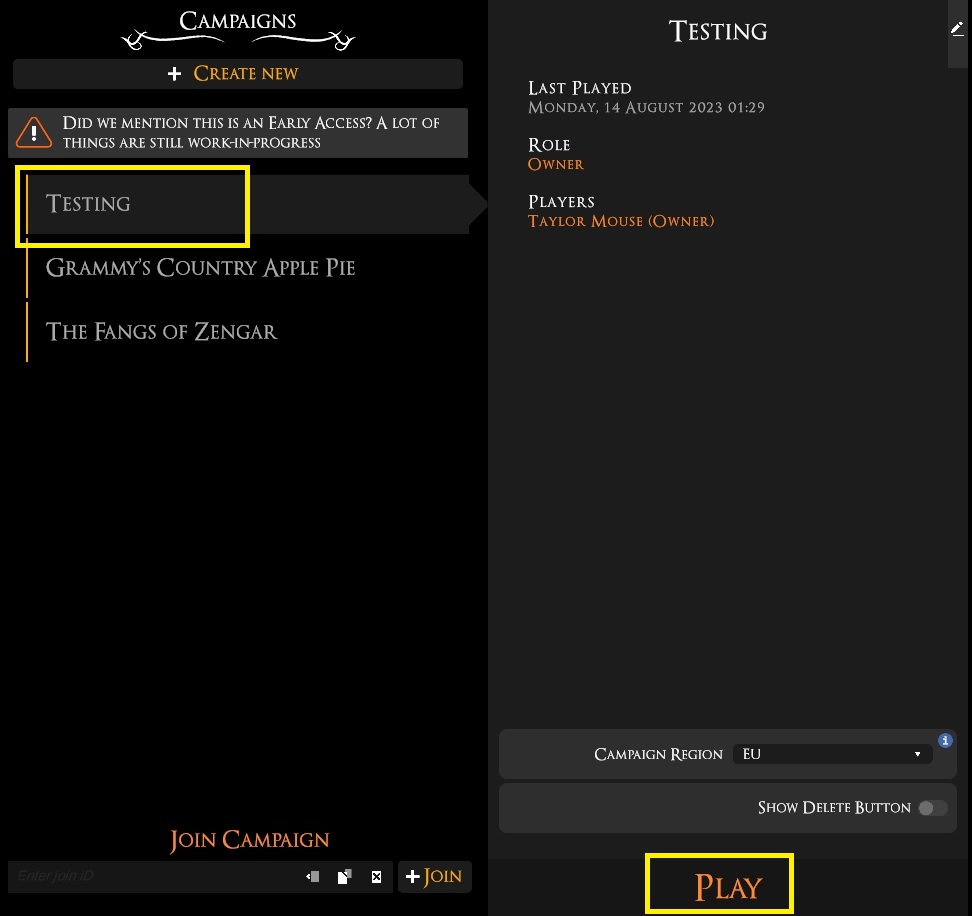 Campaigns
+ Create new
Did we mention this is an Early Access? A lot of
things are still work-in-progress
Testing
Grammy's Country Apple Pie
The Fangs of Zengar
Join Campaign
Enter join ID
+ Join
Testing
Last Played
Monday, 14 August 2023 01:29
Role
Owner
Players
Taylor Mouse (Owner)
Campaign Region EU
Show Delete Button
Play